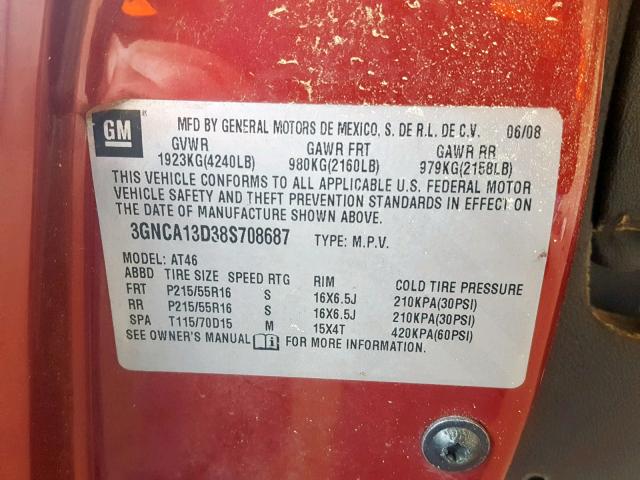 GM
MFD BY GENERAL MOTORS DE MEXICO, S. DE R.L. DE C.V. 06/08
GVWR GAWR FRT GAWR RR
1923KG(4240LB) 980KG(2160LB) 979KG(2158LB)
THIS VEHICLE CONFORMS TO ALL APPLICABLE U.S. FEDERAL MOTOR
VEHICLE SAFETY AND THEFT PREVENTION STANDARDS IN EFFECT ON
THE DATE OF MANUFACTURE SHOWN ABOVE.
3GNCA13D38S708687 TYPE: M.P.V.
MODEL: AT46
ABBD TIRE SIZE SPEED RTG RIM COLD TIRE PRESSURE
FRT P215/55R16 S 16X6.5J 210KPA(30PSI)
RR P215/55R16 S 16X6.5J 210KPA(30PSI)
SPA T115/70D15 M 15X4T 420KPA(60PSI)
SEE OWNER'S MANUAL FOR MORE INFORMATION.